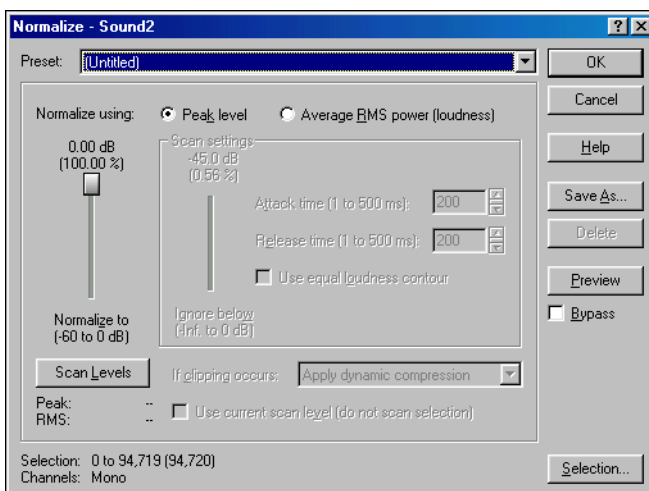 Normalize - Sound2
Preset: (Untitled)
OK
Cancel
Normalize using: Peak level Average RMS power (loudness)
Help
0.00 dB
(100.00 %)
Scan settings
-45.0 dB
(0.56 %)
Save As...
Attack time (1 to 500 ms): 200
Delete
Release time (1 to 500 ms): 200
Use equal loudness contour
Preview
Bypass
Normalize to
(-60 to 0 dB)
Ignore below
(-Inf. to 0 dB)
Scan Levels
If clipping occurs: Apply dynamic compression
Peak: --
RMS: --
Use current scan level (do not scan selection)
Selection: 0 to 94,719 (94,720)
Channels: Mono
Selection...